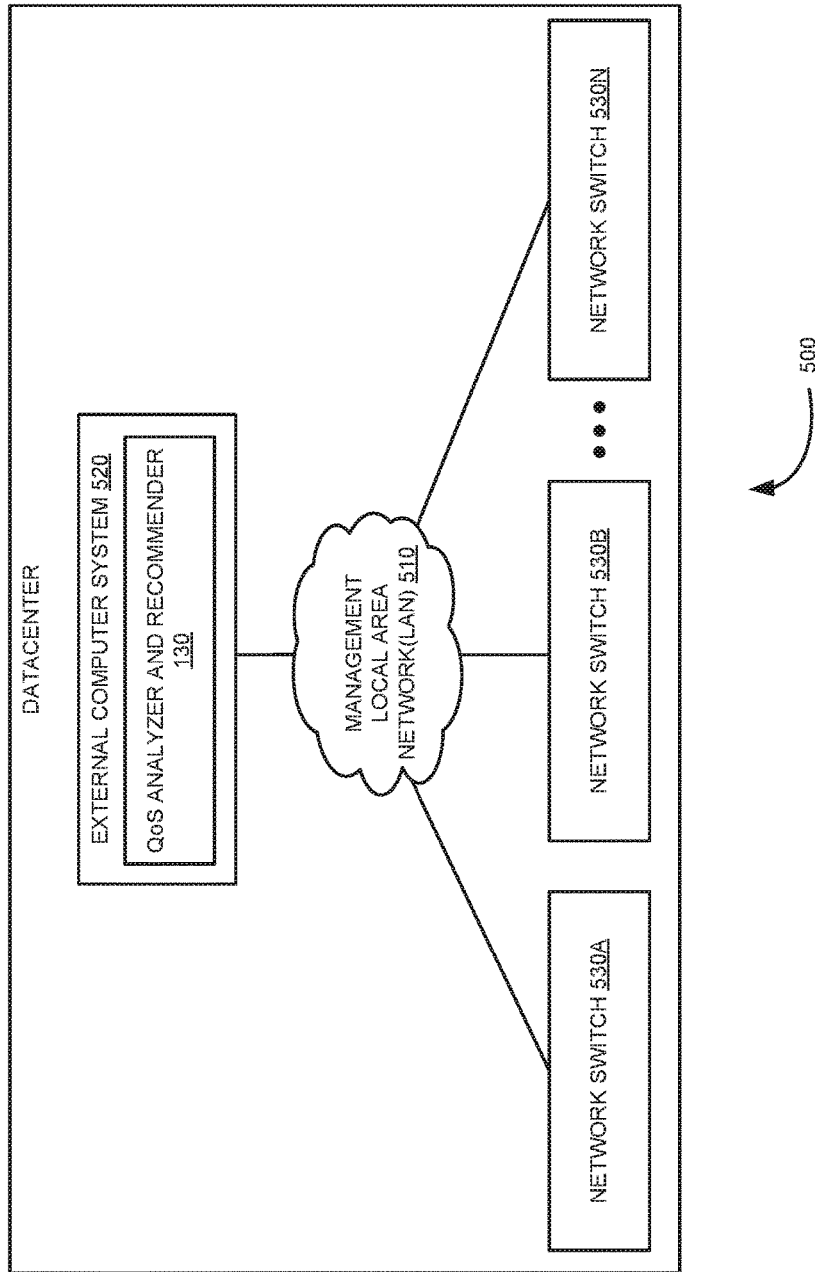 DATACENTER
EXTERNAL COMPUTER SYSTEM 520
QoS ANALYZER AND RECOMMENDER
130
MANAGEMENT
LOCAL AREA
NETWORK(LAN) 510
NETWORK SWITCH 530A
NETWORK SWITCH 530B
NETWORK SWITCH 530N
500